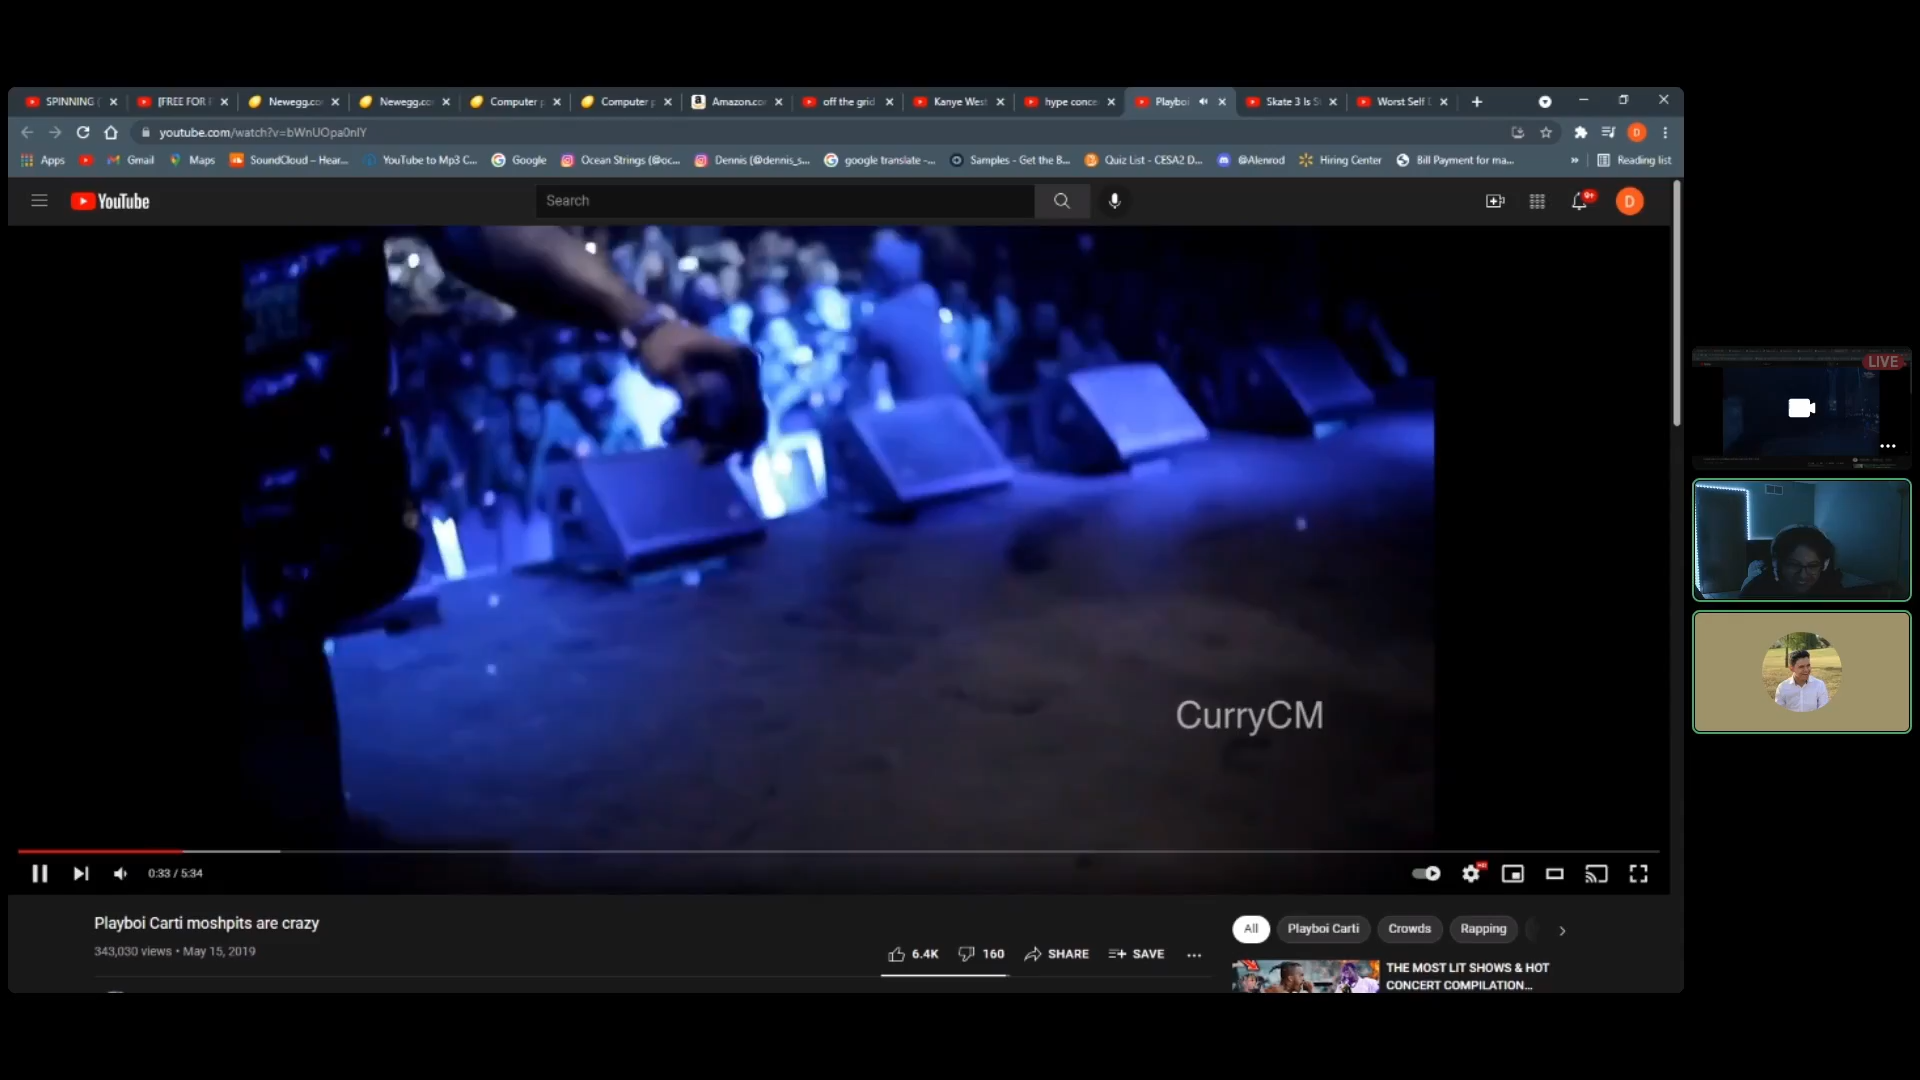 SPINNING
[FREE FOR
Newegg.co
Newegg.co
Computer
Computer
Amazon.co
off the grid
Kanye West
hype conce
Playboi
Skate 3 Is
Worst Self
youtube.com/watch?v=bWnUOpa0nIY
Apps
Gmail
Maps
SoundCloud – Hear...
YouTube to Mp3 C...
Google
Ocean Strings (@oc...
Dennis (@dennis_s...
google translate -...
Samples - Get the B...
Quiz List - CESA2 D...
@Alenrod
Hiring Center
Bill Payment for ma...
»
Reading list
YouTube
Search
9+
D
LIVE
CurryCM
0:33 / 5:34
HD
Playboi Carti moshpits are crazy
343,030 views • May 15, 2019
6.4K
160
SHARE
SAVE
All
Playboi Carti
Crowds
Rapping
THE MOST LIT SHOWS & HOT
CONCERT COMPILATION...